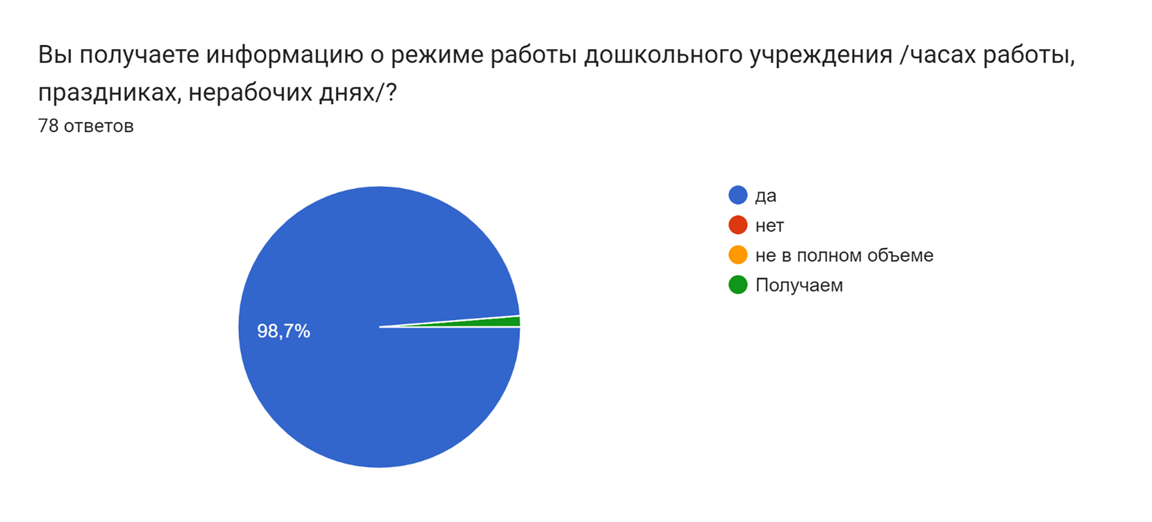 Вы получаете информацию о режиме работы дошкольного учреждения /часах работы,
праздниках, нерабочих днях/?
78 ответов
98,7%
да
нет
не в полном объеме
Получаем